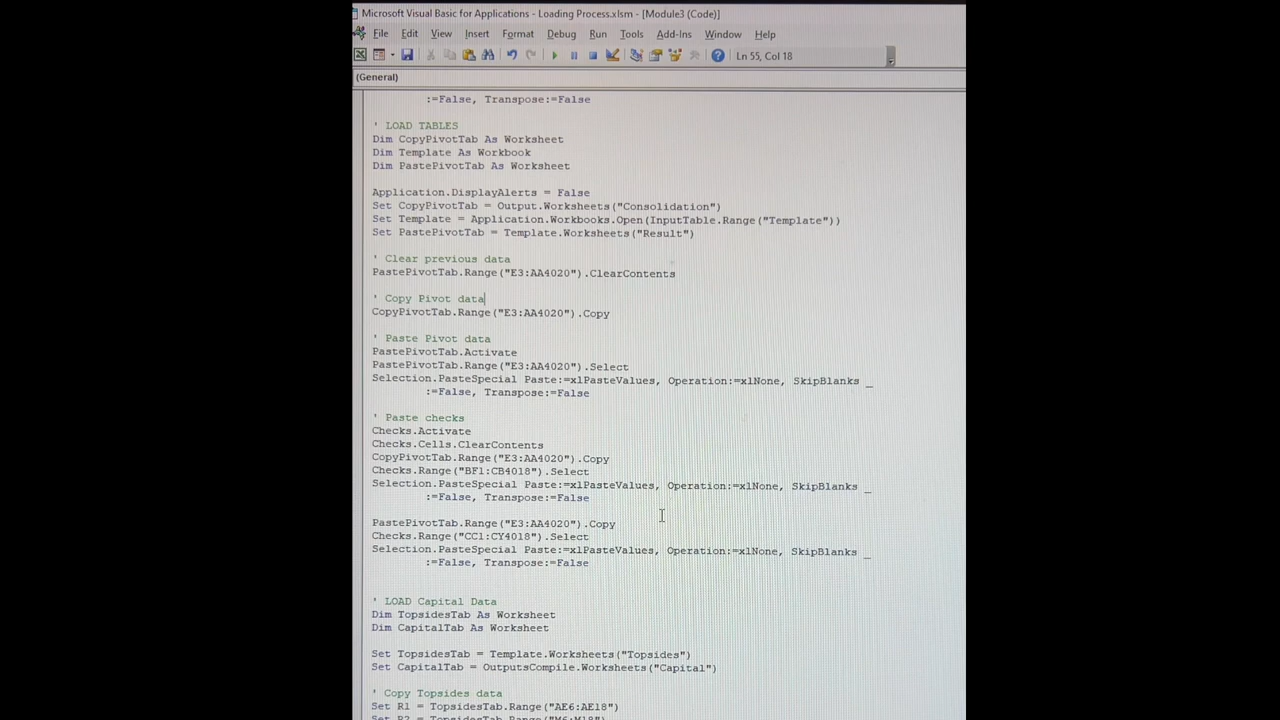 Microsoft Visual Basic for Applications - Loading Process.xlsm - [Module3 (Code)]
File Edit View Insert Format Debug Run Tools Add-Ins Window Help
Ln 55, Col 18
(General)
:=False, Transpose:=False
' LOAD TABLES
Dim CopyPivotTab As Worksheet
Dim Template As Workbook
Dim PastePivotTab As Worksheet
Application.DisplayAlerts = False
Set CopyPivotTab = Output.Worksheets("Consolidation")
Set Template = Application.Workbooks.Open(InputTable.Range("Template"))
Set PastePivotTab = Template.Worksheets("Result")
' Clear previous data
PastePivotTab.Range("E3:AA4020").ClearContents
' Copy Pivot data
CopyPivotTab.Range("E3:AA4020").Copy
' Paste Pivot data
PastePivotTab.Activate
PastePivotTab.Range("E3:AA4020").Select
Selection.PasteSpecial Paste:=xlPasteValues, Operation:=xlNone, SkipBlanks _
:=False, Transpose:=False
' Paste checks
Checks.Activate
Checks.Cells.ClearContents
CopyPivotTab.Range("E3:AA4020").Copy
Checks.Range("BF1:CB4018").Select
Selection.PasteSpecial Paste:=xlPasteValues, Operation:=xlNone, SkipBlanks _
:=False, Transpose:=False
PastePivotTab.Range("E3:AA4020").Copy
Checks.Range("CC1:CY4018").Select
Selection.PasteSpecial Paste:=xlPasteValues, Operation:=xlNone, SkipBlanks _
:=False, Transpose:=False
' LOAD Capital Data
Dim TopsidesTab As Worksheet
Dim CapitalTab As Worksheet
Set TopsidesTab = Template.Worksheets("Topsides")
Set CapitalTab = OutputsCompile.Worksheets("Capital")
' Copy Topsides data
Set R1 = TopsidesTab.Range("AE6:AE18")
Set R2 = TopsidesTab.Range("M6:M18")